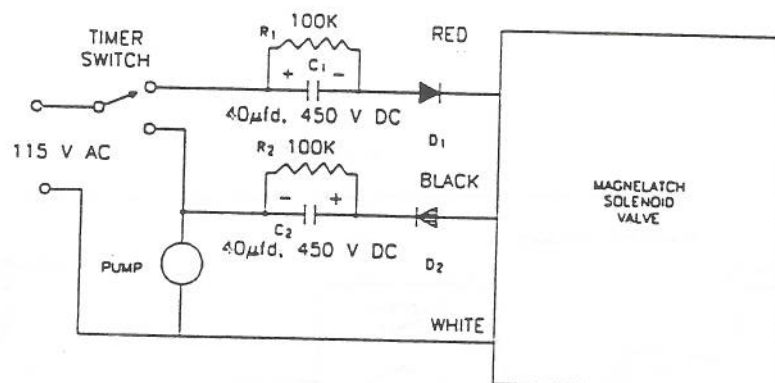 TIMER
SWITCH
R1 100K
RED
+ C1 -
40µfd, 450 V DC
D1
115 V AC
R2 100K
BLACK
- +
C2
40µfd, 450 V DC
D2
PUMP
WHITE
MAGNELATCH
SOLENOID
VALVE